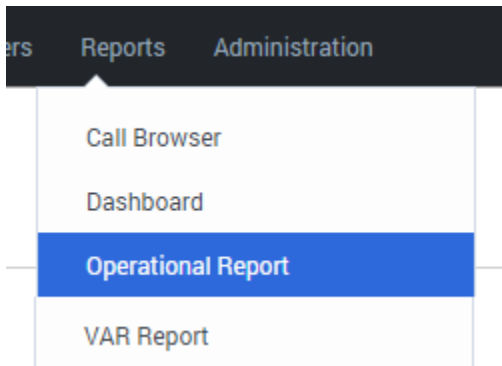 ers Reports Administration
Call Browser
Dashboard
Operational Report
VAR Report